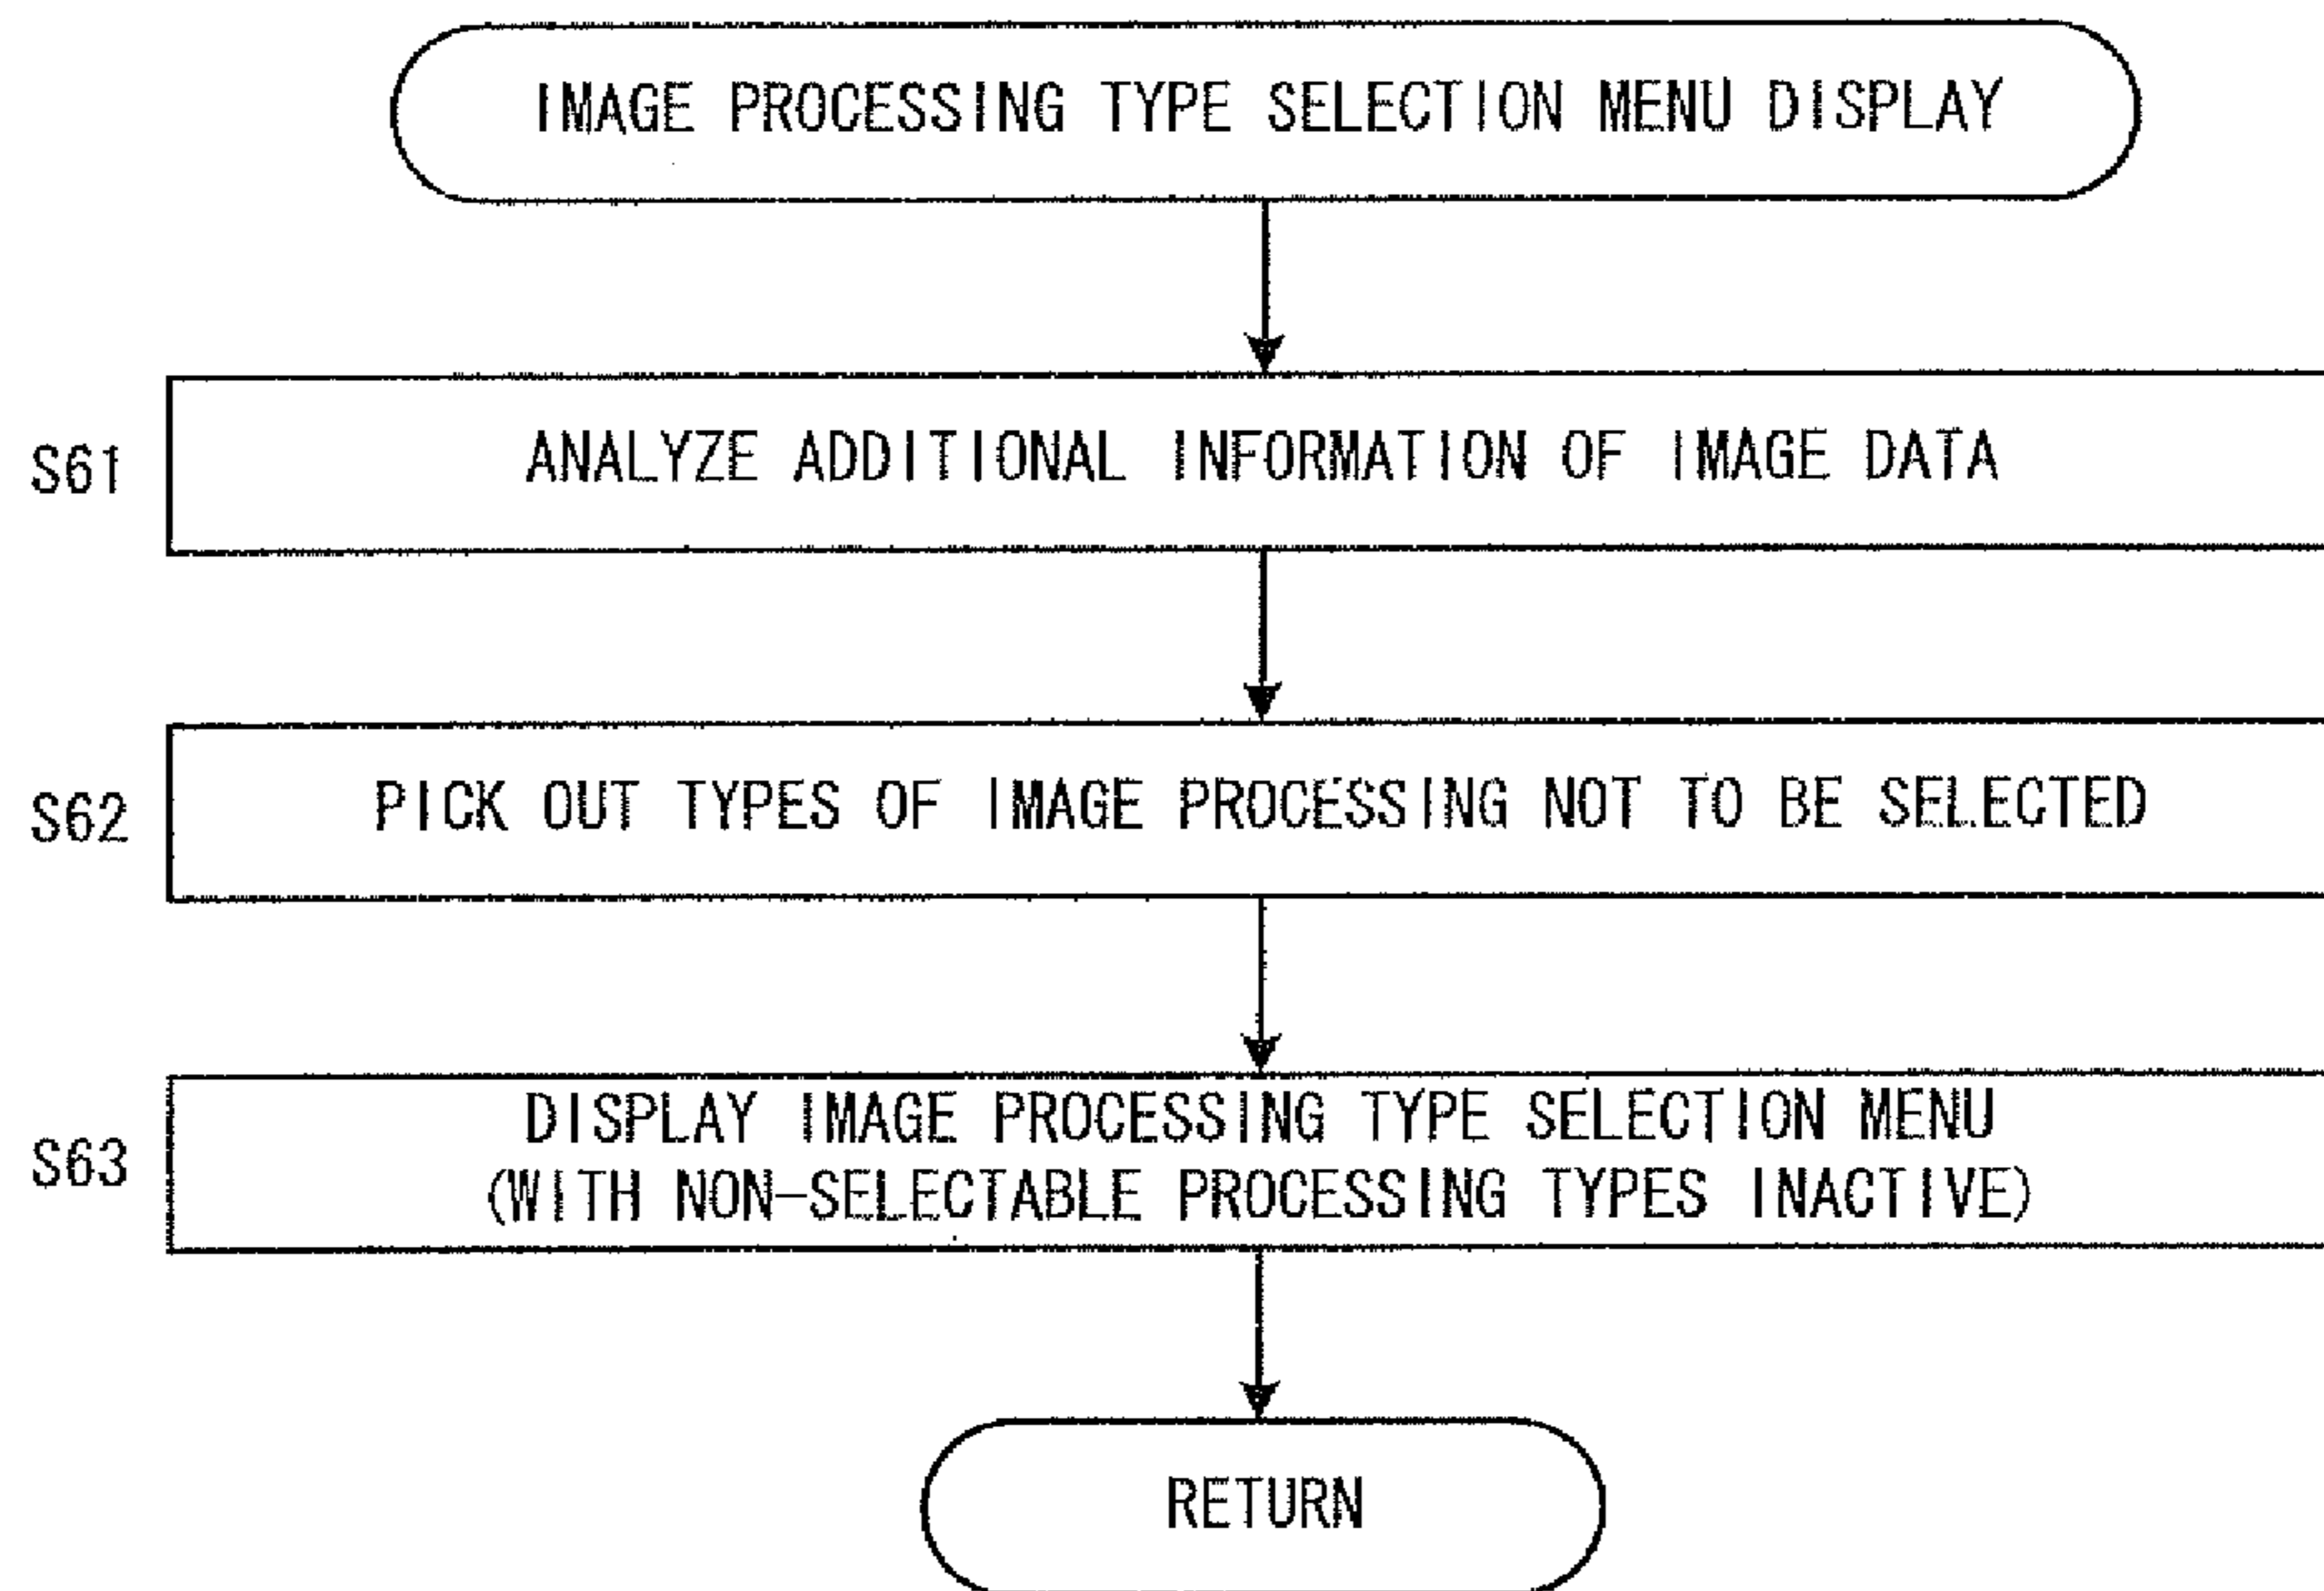 IMAGE PROCESSING TYPE SELECTION MENU DISPLAY
S61
ANALYZE ADDITIONAL INFORMATION OF IMAGE DATA
S62
PICK OUT TYPES OF IMAGE PROCESSING NOT TO BE SELECTED
S63
DISPLAY IMAGE PROCESSING TYPE SELECTION MENU
(WITH NON-SELECTABLE PROCESSING TYPES INACTIVE)
RETURN